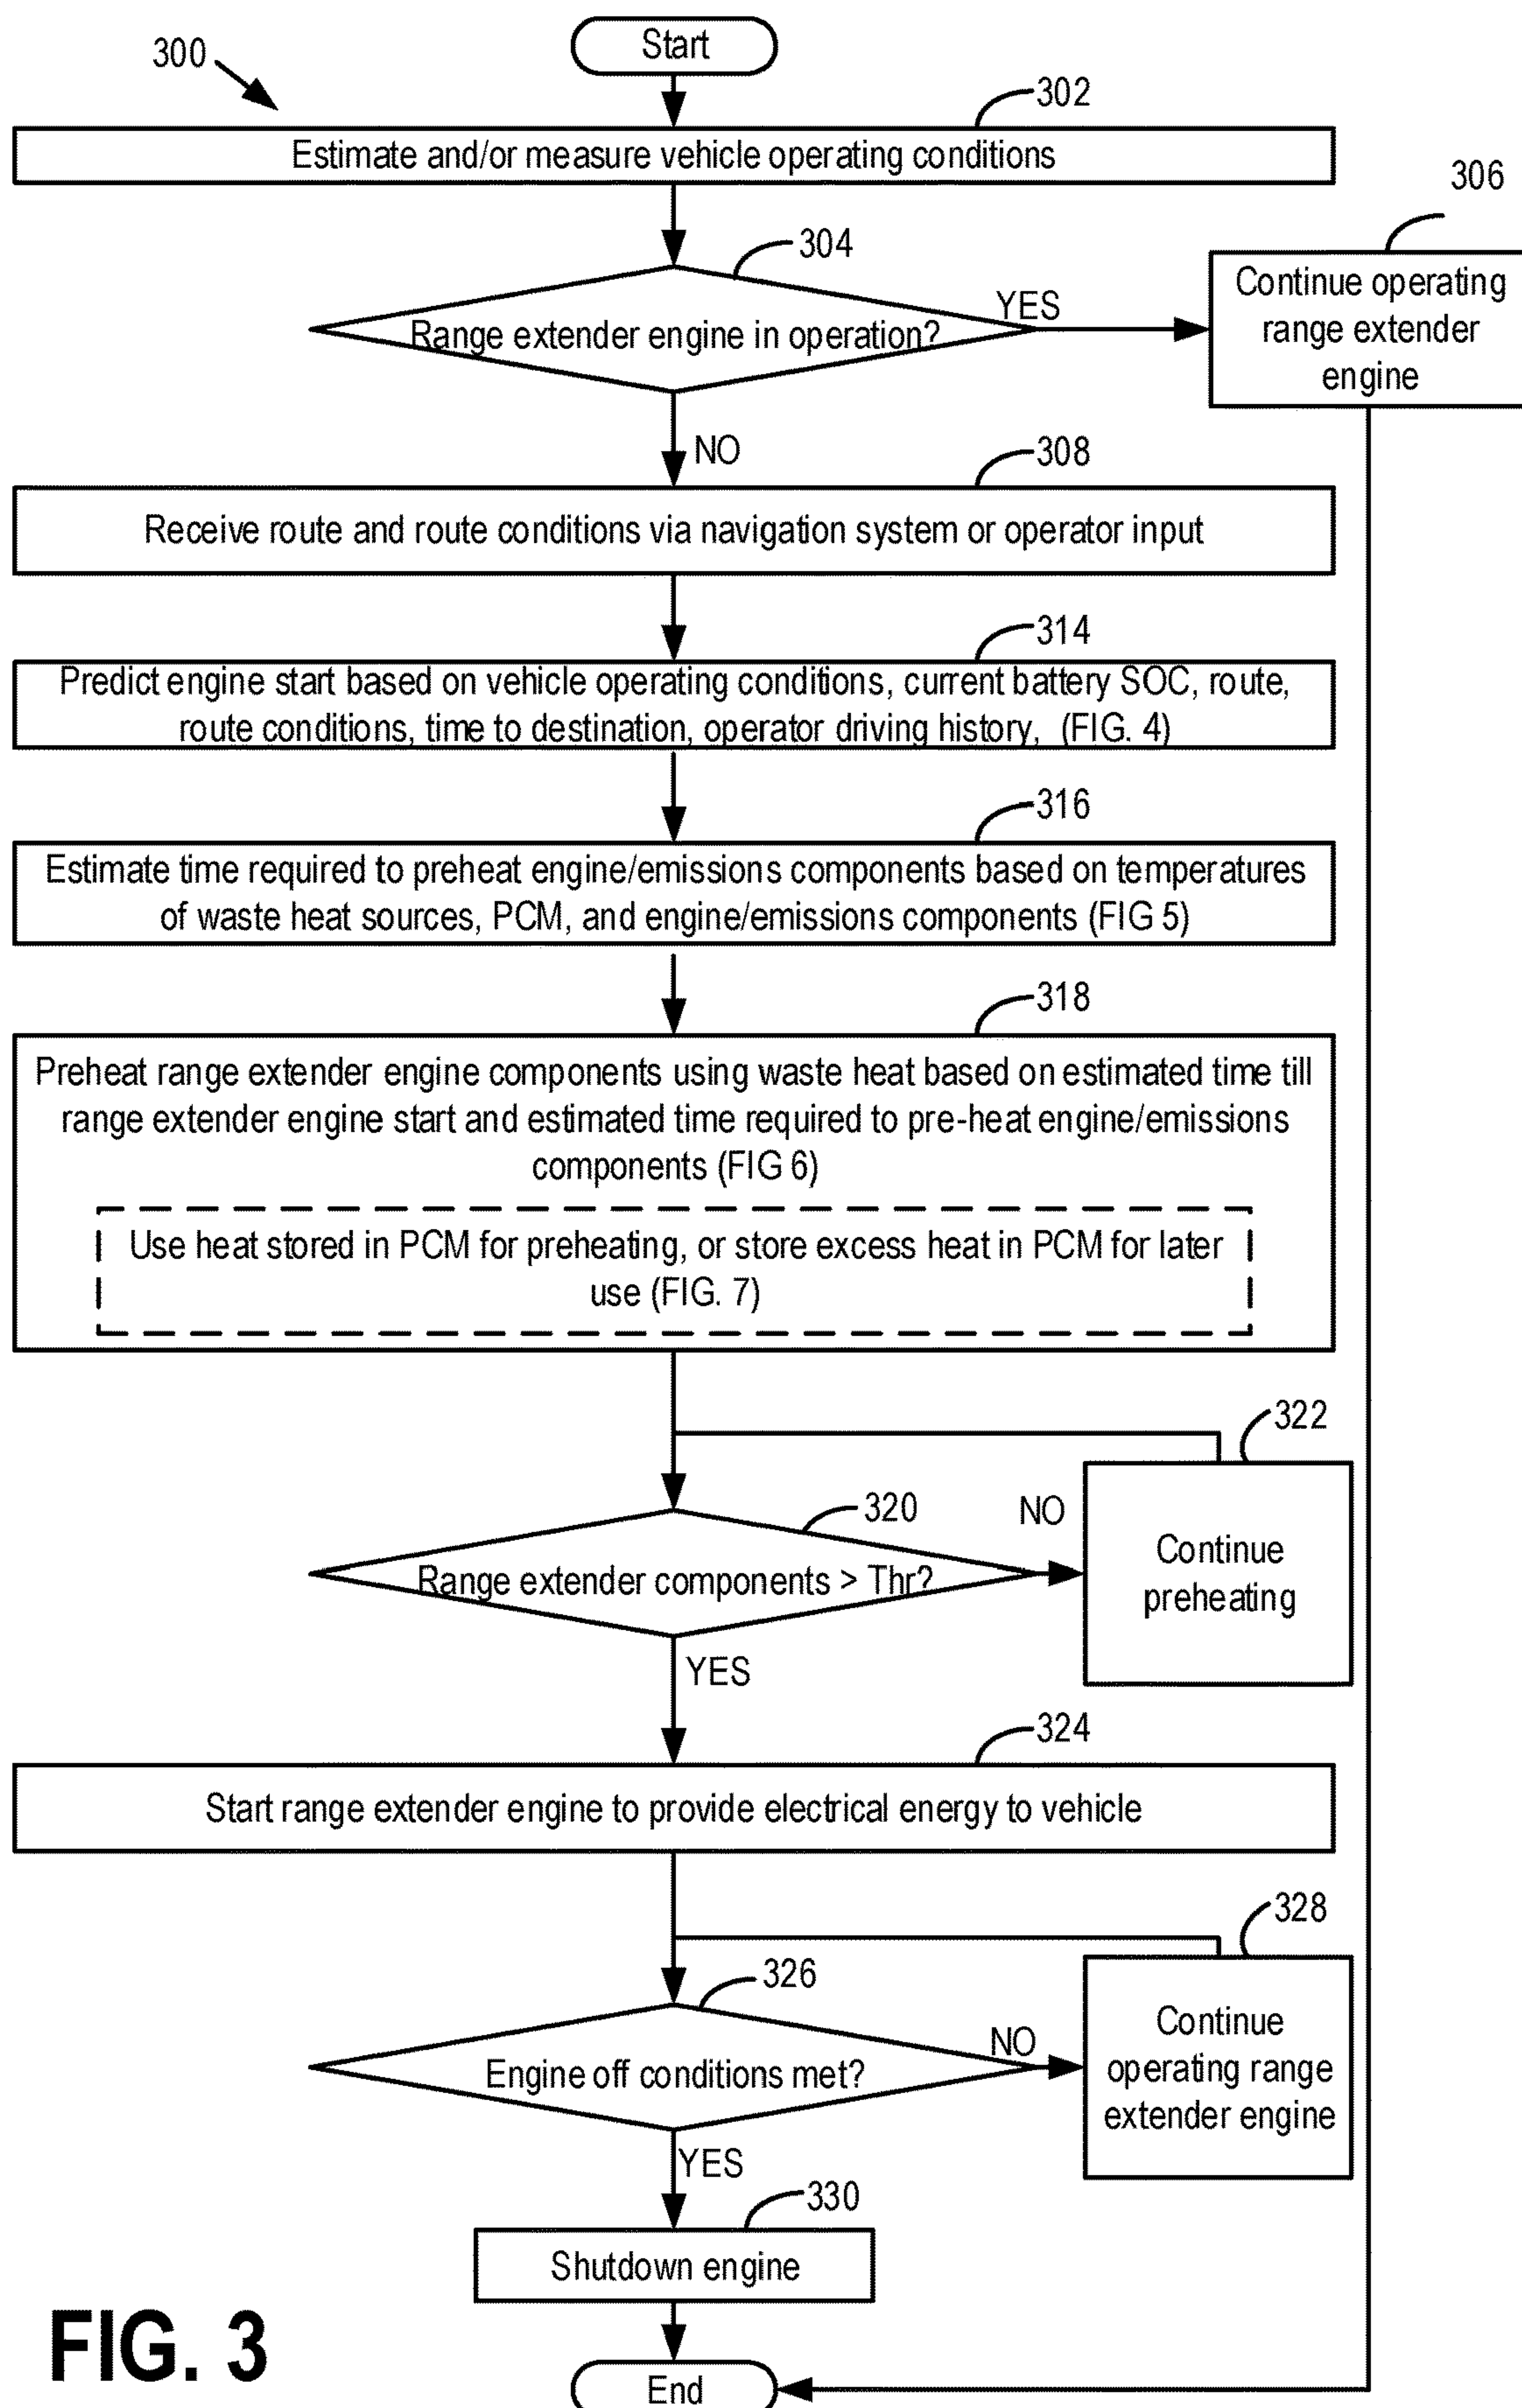 Start
300
302
Estimate and/or measure vehicle operating conditions
306
304
Range extender engine in operation?
YES
Continue operating
range extender
engine
NO
308
Receive route and route conditions via navigation system or operator input
314
Predict engine start based on vehicle operating conditions, current battery SOC, route,
route conditions, time to destination, operator driving history, (FIG. 4)
316
Estimate time required to preheat engine/emissions components based on temperatures
of waste heat sources, PCM, and engine/emissions components (FIG 5)
318
Preheat range extender engine components using waste heat based on estimated time till
range extender engine start and estimated time required to pre-heat engine/emissions
components (FIG 6)
Use heat stored in PCM for preheating, or store excess heat in PCM for later
use (FIG. 7)
322
320
NO
Range extender components > Thr?
Continue
preheating
YES
324
Start range extender engine to provide electrical energy to vehicle
328
326
NO
Engine off conditions met?
Continue
operating range
extender engine
YES
330
Shutdown engine
FIG. 3
End